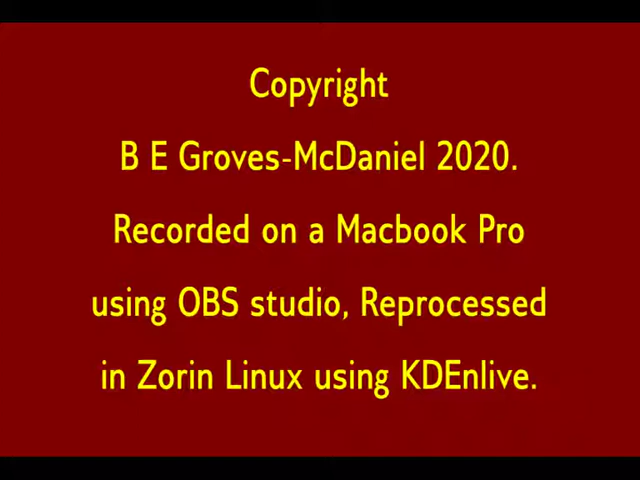 Copyright
B E Groves-McDaniel 2020.
Recorded on a Macbook Pro
using OBS studio, Reprocessed
in Zorin Linux using KDEnlive.